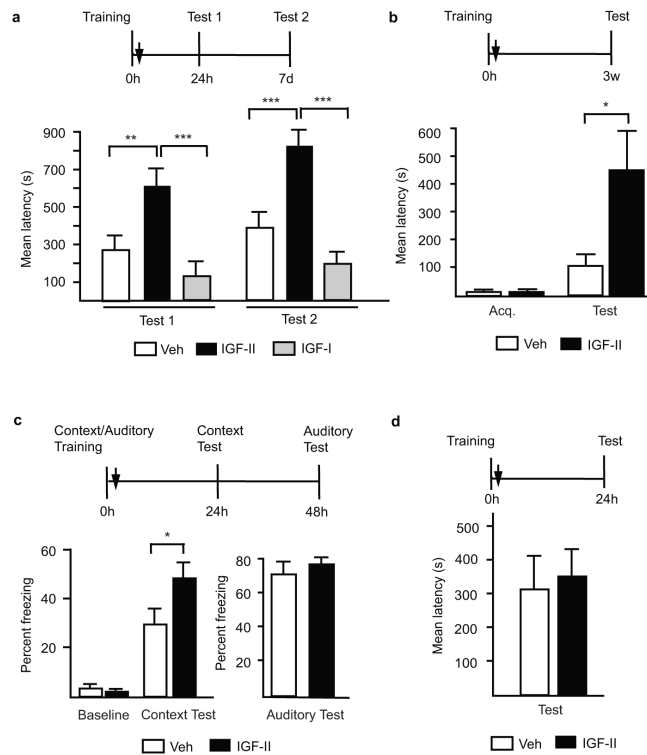 a
Training Test 1 Test 2
0h 24h 7d
Mean latency (s)
900
700
500
300
100
** *** *** ***
Test 1 Test 2
Veh IGF-II IGF-I
b
Training Test
0h 3w
Mean latency (s)
600
500
400
300
200
100
*
Acq. Test
Veh IGF-II
c
Context/Auditory Training
Context Test
Auditory Test
0h 24h 48h
Percent freezing
60
40
20
*
Baseline Context Test
Percent freezing
80
60
40
20
Auditory Test
Veh IGF-II
d
Training Test
0h 24h
Mean latency (s)
500
400
300
200
100
Test
Veh IGF-II